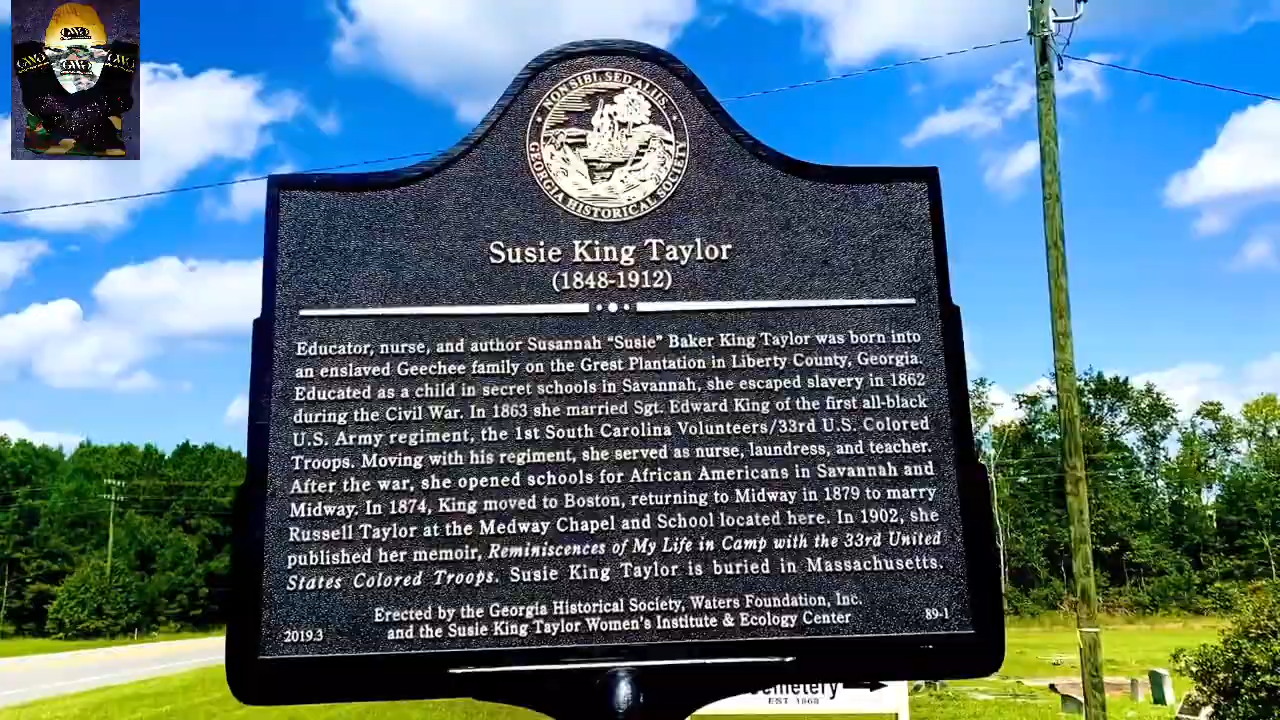 NON SIBI, SED ALIIS
GEORGIA HISTORICAL SOCIETY
Susie King Taylor
(1848-1912)
Educator, nurse, and author Susannah "Susie" Baker King Taylor was born into
an enslaved Geechee family on the Grest Plantation in Liberty County, Georgia.
Educated as a child in secret schools in Savannah, she escaped slavery in 1862
during the Civil War. In 1863 she married Sgt. Edward King of the first all-black
U.S. Army regiment, the 1st South Carolina Volunteers/33rd U.S. Colored
Troops. Moving with his regiment, she served as nurse, laundress, and teacher.
After the war, she opened schools for African Americans in Savannah and
Midway. In 1874, King moved to Boston, returning to Midway in 1879 to marry
Russell Taylor at the Medway Chapel and School located here. In 1902, she
published her memoir, Reminiscences of My Life in Camp with the 33rd United
States Colored Troops. Susie King Taylor is buried in Massachusetts.
Erected by the Georgia Historical Society, Waters Foundation, Inc.
2019.3 and the Susie King Taylor Women's Institute & Ecology Center 89-1
Cemetery
EST 1868